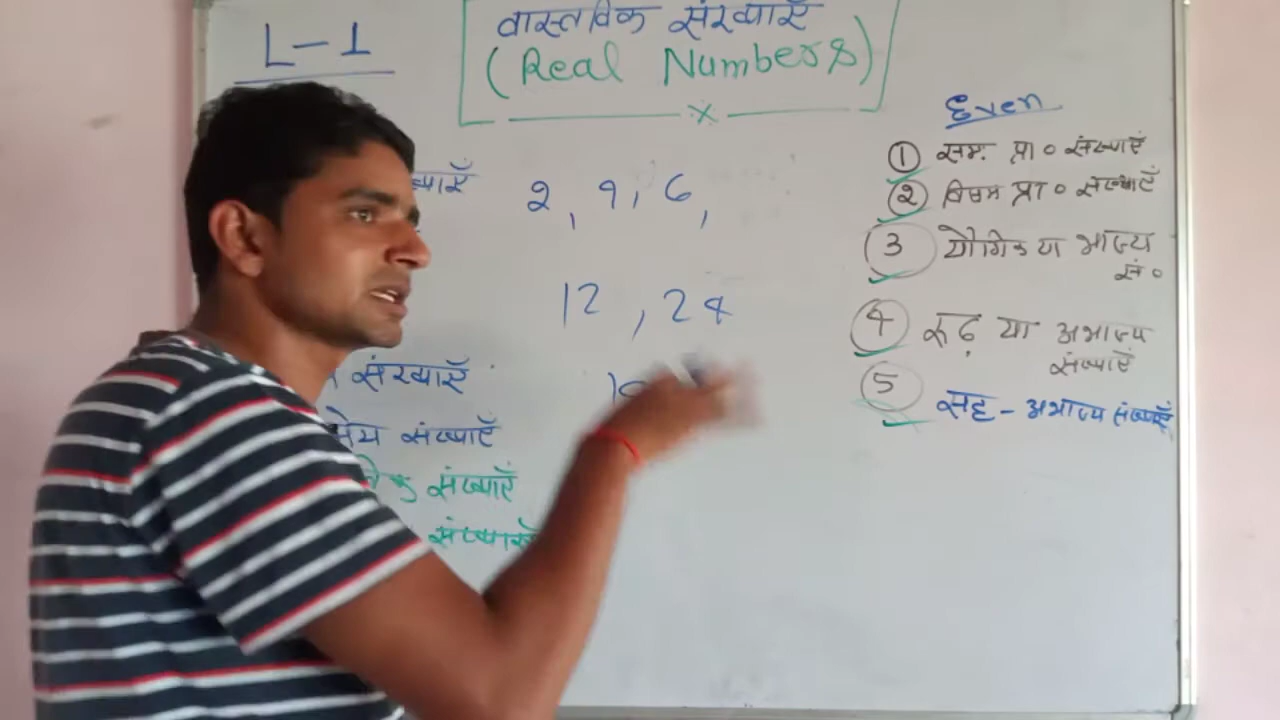 L-1
वास्तविक संख्याएँ
(Real Numbers)
Even
① सम. प्रा० संख्याएँ
② विषम प्रा० संख्याएँ
③ यौगिक या भाज्य
सं०
④ रूढ़ या अभाज्य
संख्याएँ
⑤ सह-अभाज्य संख्याएँ
2, 9, 6,
12, 24
संख्याएँ
संख्याएँ
संख्याएँ
संख्याएँ